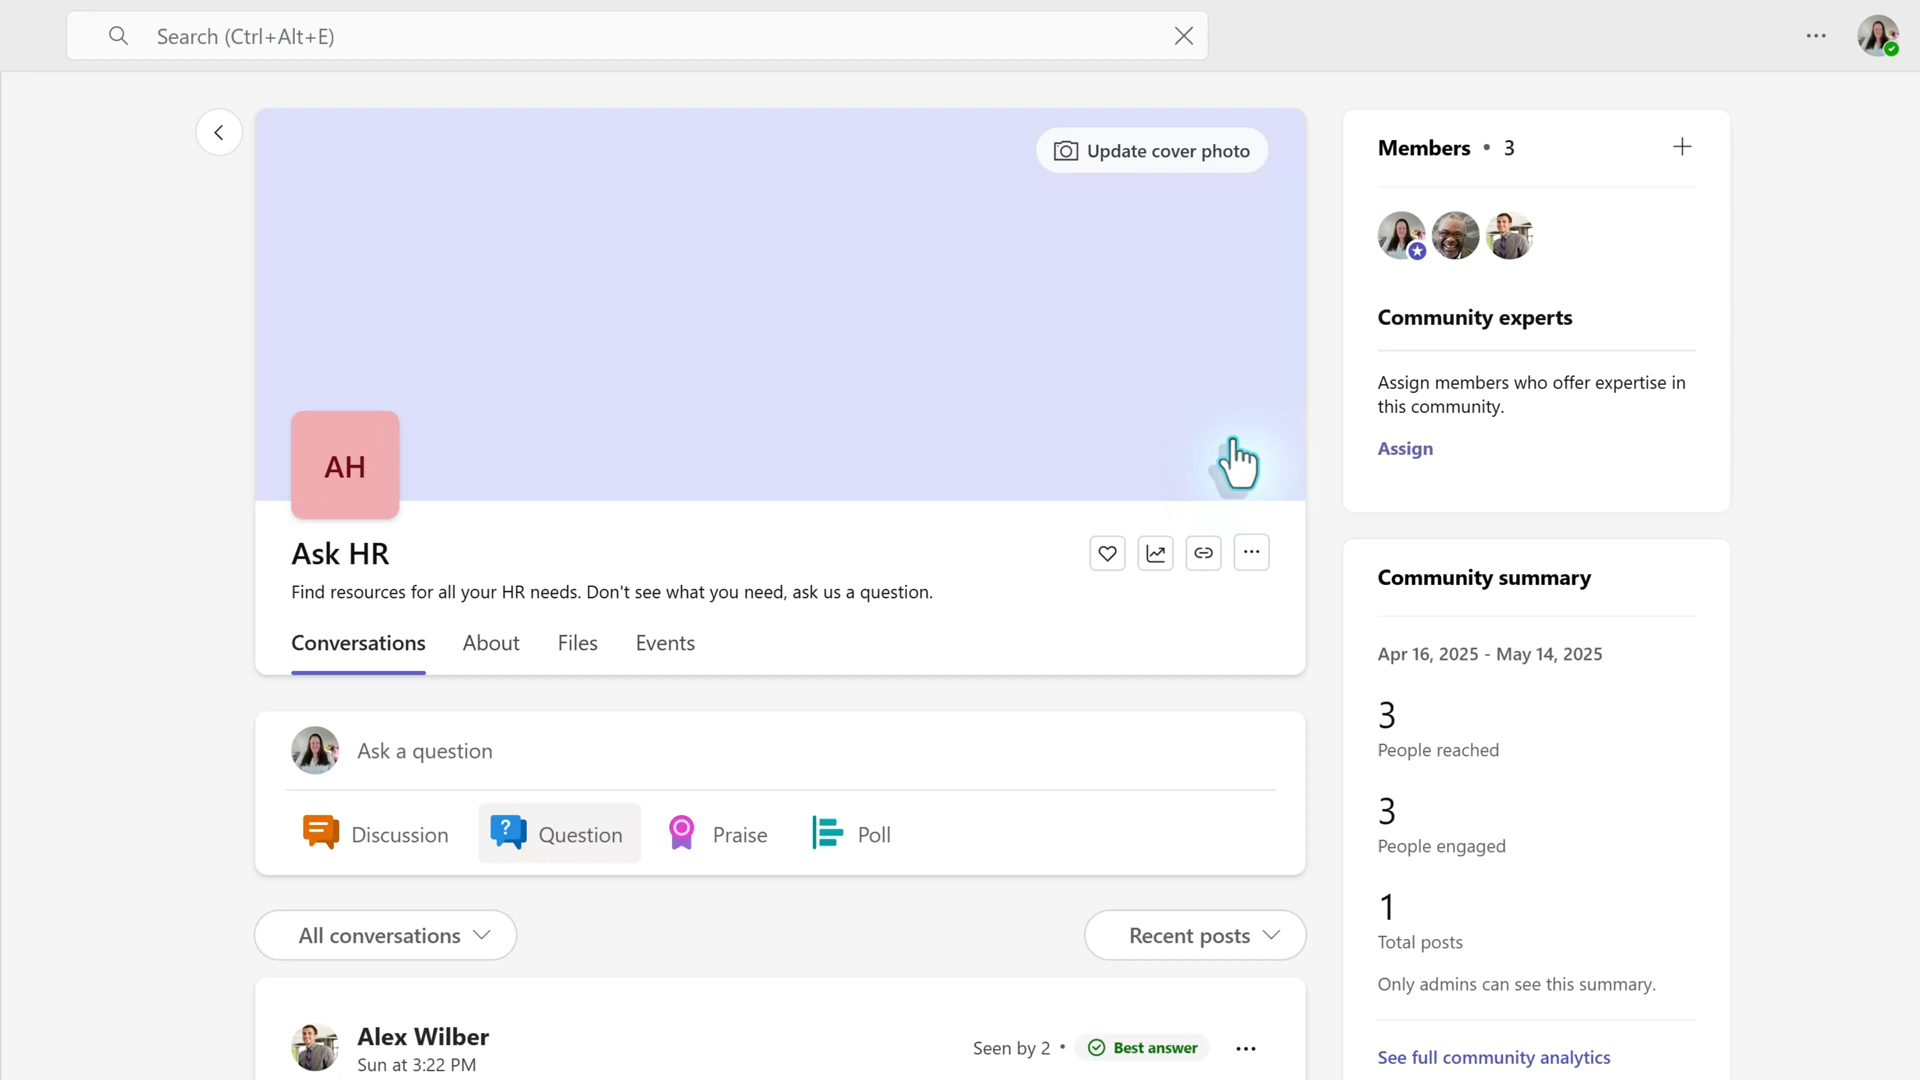 Search (Ctrl+Alt+E)
Update cover photo
AH
Ask HR
Find resources for all your HR needs. Don't see what you need, ask us a question.
Conversations
About
Files
Events
Ask a question
Discussion
Question
Praise
Poll
All conversations
Recent posts
Alex Wilber
Sun at 3:22 PM
Seen by 2 •
Best answer
Members • 3
Community experts
Assign members who offer expertise in
this community.
Assign
Community summary
Apr 16, 2025 - May 14, 2025
3
People reached
3
People engaged
1
Total posts
Only admins can see this summary.
See full community analytics